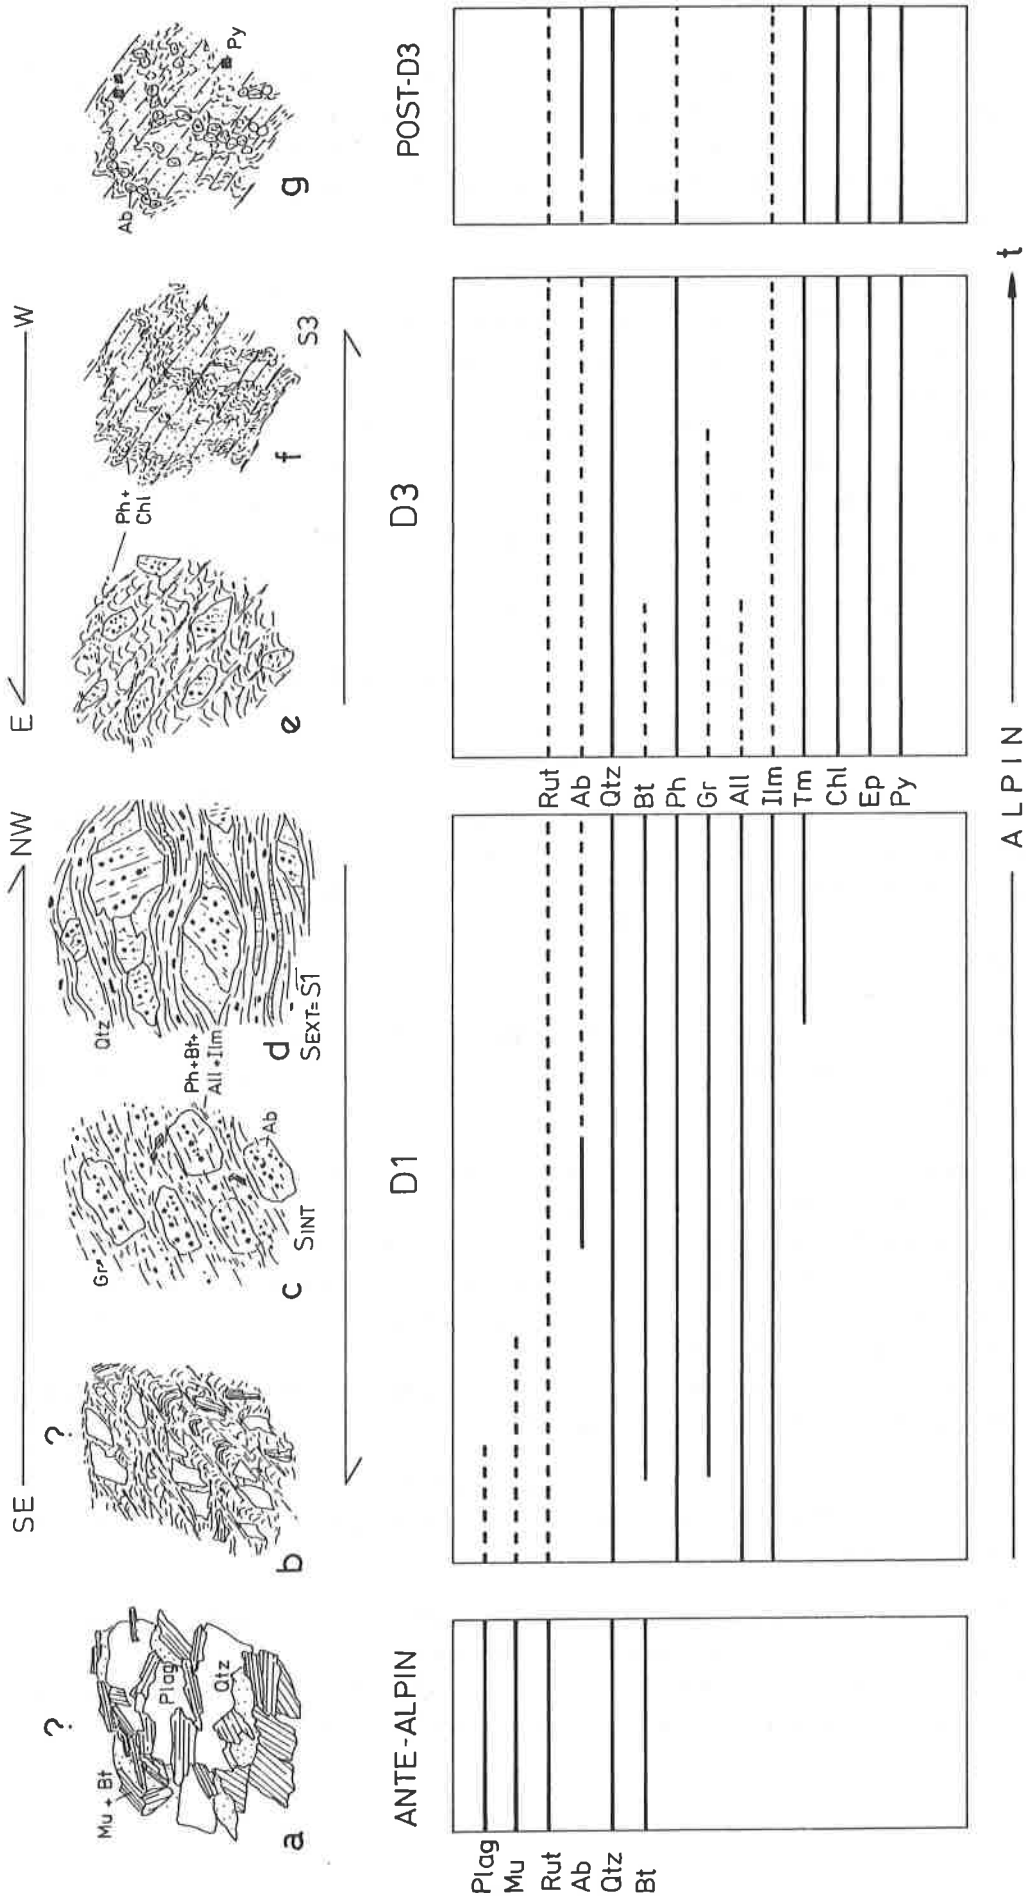 SE NW E W
? ?
Mu + Bt
Plag
Qtz
a
b
Gr
SINT
c
Ab
Ph+Bt+
All+Ilm
Qtz
d
SEXT=S1
e
Ph+
Chl
f
S3
Ab
Py
g
ANTE-ALPIN D1 D3 POST-D3
Plag
Mu
Rut
Ab
Qtz
Bt
Rut
Ab
Qtz
Bt
Ph
Gr
All
Ilm
Tm
Chl
Ep
Py
ALPIN t